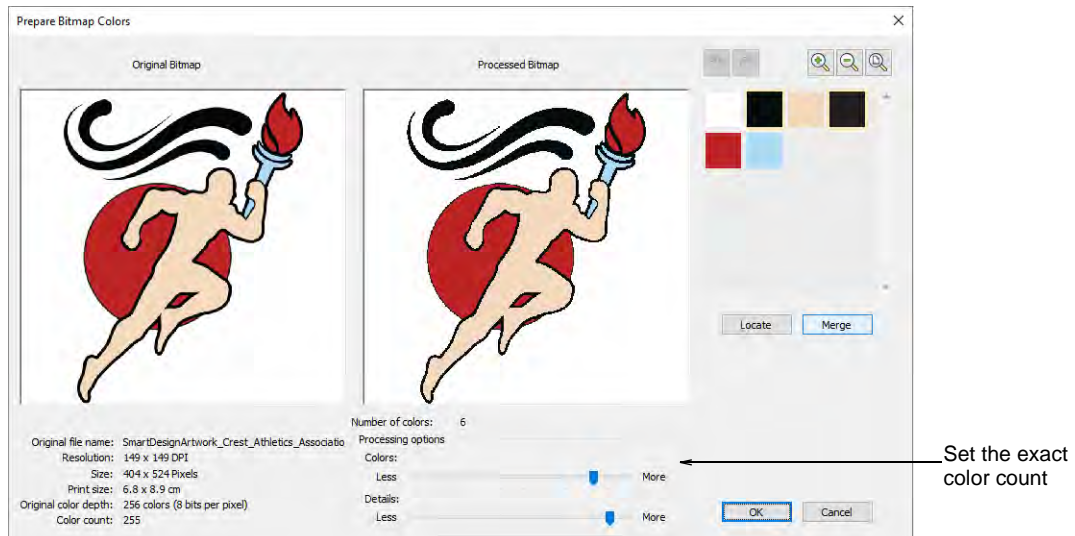 Prepare Bitmap Colors
Original Bitmap
Processed Bitmap
Locate
Merge
Number of colors: 6
Processing options
Original file name: SmartDesignArtwork_Crest_Athletics_Associatio
Resolution: 149 x 149 DPI
Size: 404 x 524 Pixels
Print size: 6.8 x 8.9 cm
Original color depth: 256 colors (8 bits per pixel)
Color count: 255
Colors:
Less
More
Details:
Less
More
OK
Cancel
Set the exact
color count